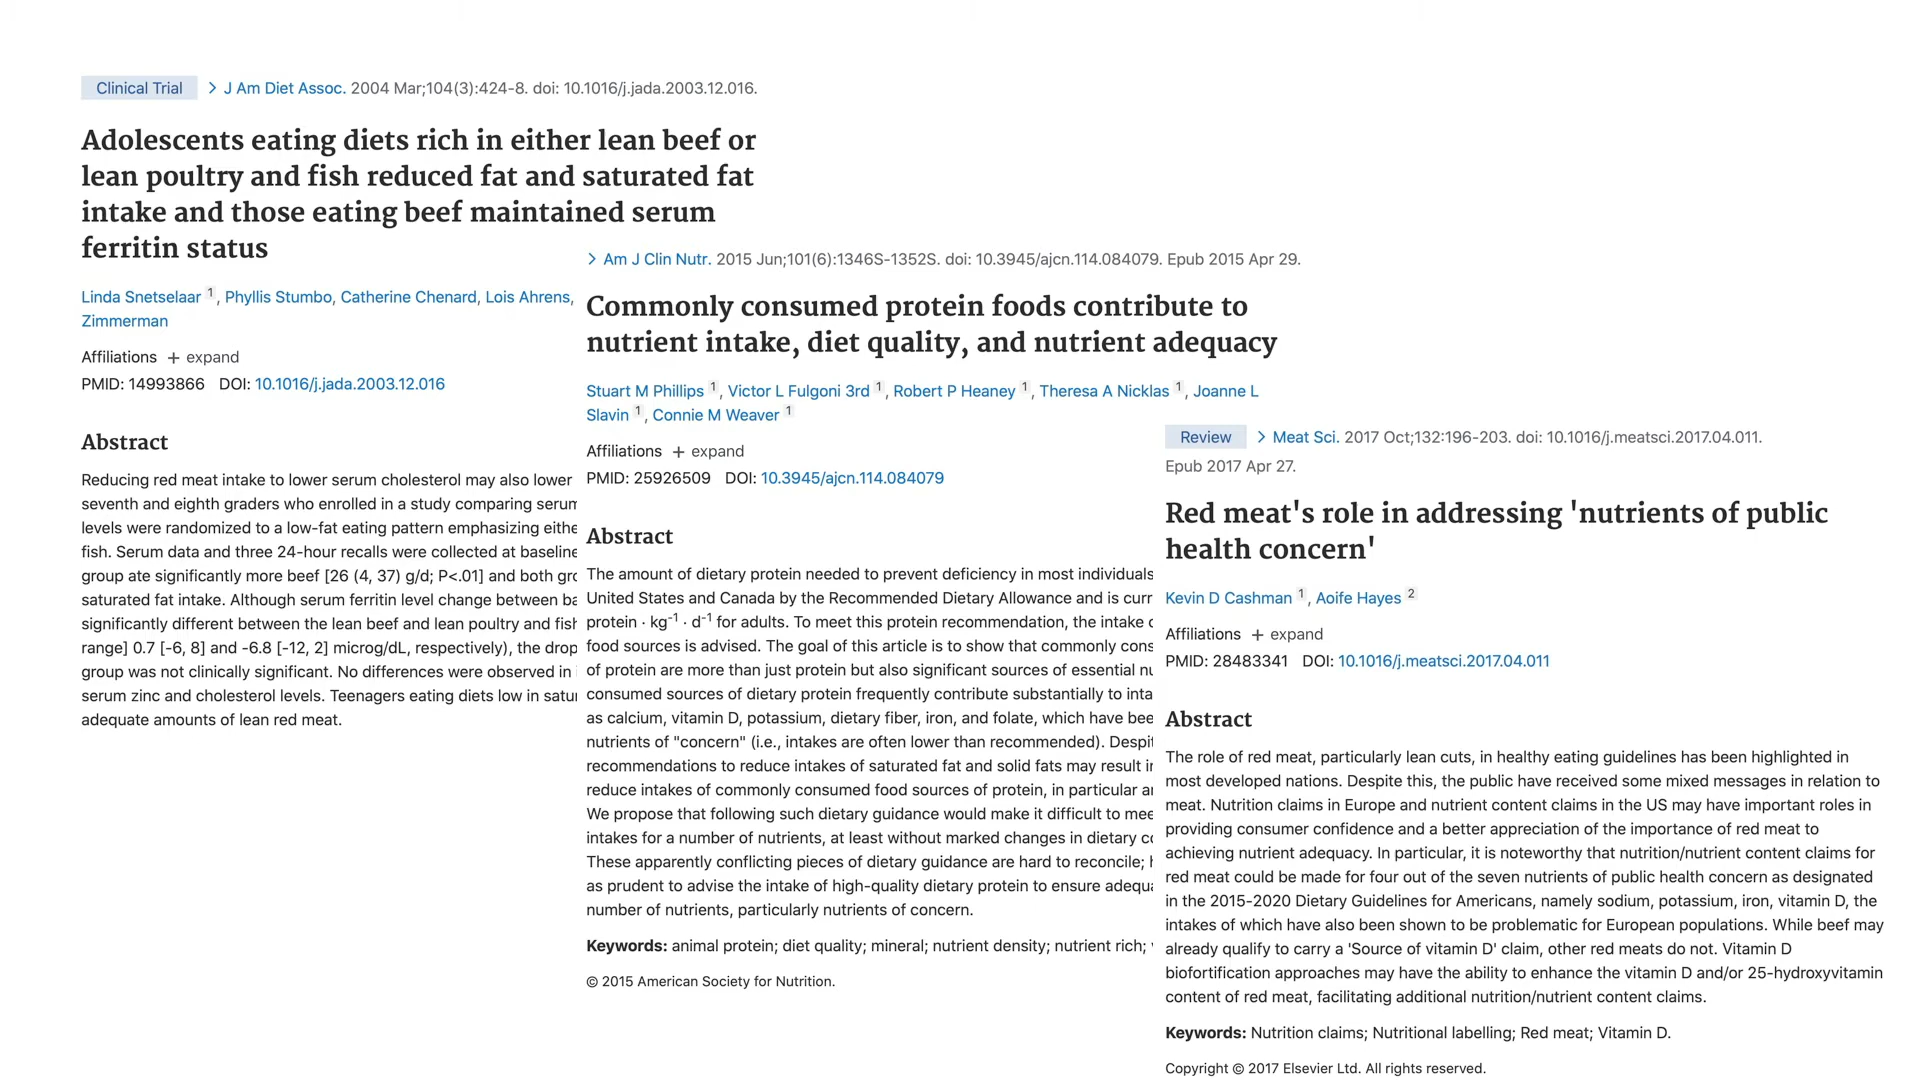 Clinical Trial > J Am Diet Assoc. 2004 Mar;104(3):424-8. doi: 10.1016/j.jada.2003.12.016.
Adolescents eating diets rich in either lean beef or
lean poultry and fish reduced fat and saturated fat
intake and those eating beef maintained serum
ferritin status
Linda Snetselaar 1, Phyllis Stumbo, Catherine Chenard, Lois Ahrens,
Zimmerman
Affiliations + expand
PMID: 14993866 DOI: 10.1016/j.jada.2003.12.016
Abstract
Reducing red meat intake to lower serum cholesterol may also lower
seventh and eighth graders who enrolled in a study comparing serum
levels were randomized to a low-fat eating pattern emphasizing
fish. Serum data and three 24-hour recalls were collected at baseline
group ate significantly more beef [26 (4, 37) g/d; P<.01] and both
saturated fat intake. Although serum ferritin level change between
significantly different between the lean beef and lean poultry and fish
range] 0.7 [-6, 8] and -6.8 [-12, 2] microg/dL, respectively), the drop
group was not clinically significant. No differences were observed in
serum zinc and cholesterol levels. Teenagers eating diets low in
adequate amounts of lean red meat.
> Am J Clin Nutr. 2015 Jun;101(6):1346S-1352S. doi: 10.3945/ajcn.114.084079. Epub 2015 Apr 29.
Commonly consumed protein foods contribute to
nutrient intake, diet quality, and nutrient adequacy
Stuart M Phillips 1, Victor L Fulgoni 3rd 1, Robert P Heaney 1, Theresa A Nicklas 1, Joanne L
Slavin 1, Connie M Weaver 1
Affiliations + expand
PMID: 25926509 DOI: 10.3945/ajcn.114.084079
Abstract
The amount of dietary protein needed to prevent deficiency in most individuals
United States and Canada by the Recommended Dietary Allowance and is
protein · kg-1 · d-1 for adults. To meet this protein recommendation, the intake
food sources is advised. The goal of this article is to show that commonly
of protein are more than just protein but also significant sources of essential
consumed sources of dietary protein frequently contribute substantially to
as calcium, vitamin D, potassium, dietary fiber, iron, and folate, which have
nutrients of "concern" (i.e., intakes are often lower than recommended).
recommendations to reduce intakes of saturated fat and solid fats may result
reduce intakes of commonly consumed food sources of protein, in particular
We propose that following such dietary guidance would make it difficult to
intakes for a number of nutrients, at least without marked changes in dietary
These apparently conflicting pieces of dietary guidance are hard to reconcile;
as prudent to advise the intake of high-quality dietary protein to ensure
number of nutrients, particularly nutrients of concern.
Keywords: animal protein; diet quality; mineral; nutrient density; nutrient rich;
© 2015 American Society for Nutrition.
Review > Meat Sci. 2017 Oct;132:196-203. doi: 10.1016/j.meatsci.2017.04.011.
Epub 2017 Apr 27.
Red meat's role in addressing 'nutrients of public
health concern'
Kevin D Cashman 1, Aoife Hayes 2
Affiliations + expand
PMID: 28483341 DOI: 10.1016/j.meatsci.2017.04.011
Abstract
The role of red meat, particularly lean cuts, in healthy eating guidelines has been highlighted in
most developed nations. Despite this, the public have received some mixed messages in relation to
meat. Nutrition claims in Europe and nutrient content claims in the US may have important roles in
providing consumer confidence and a better appreciation of the importance of red meat to
achieving nutrient adequacy. In particular, it is noteworthy that nutrition/nutrient content claims for
red meat could be made for four out of the seven nutrients of public health concern as designated
in the 2015-2020 Dietary Guidelines for Americans, namely sodium, potassium, iron, vitamin D, the
intakes of which have also been shown to be problematic for European populations. While beef may
already qualify to carry a 'Source of vitamin D' claim, other red meats do not. Vitamin D
biofortification approaches may have the ability to enhance the vitamin D and/or 25-hydroxyvitamin
content of red meat, facilitating additional nutrition/nutrient content claims.
Keywords: Nutrition claims; Nutritional labelling; Red meat; Vitamin D.
Copyright © 2017 Elsevier Ltd. All rights reserved.